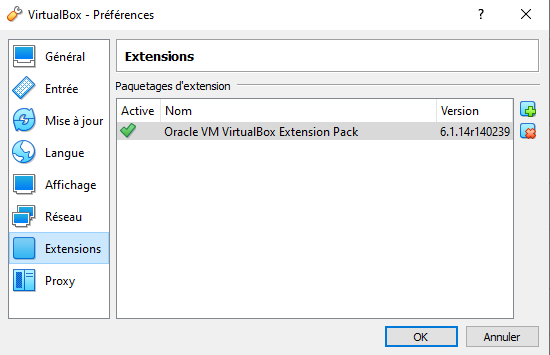 VirtualBox - Préférences
Général
Entrée
Mise à jour
Langue
Affichage
Réseau
Extensions
Proxy
Extensions
Paquetages d'extension
Active Nom Version
Oracle VM VirtualBox Extension Pack 6.1.14r140239
OK Annuler